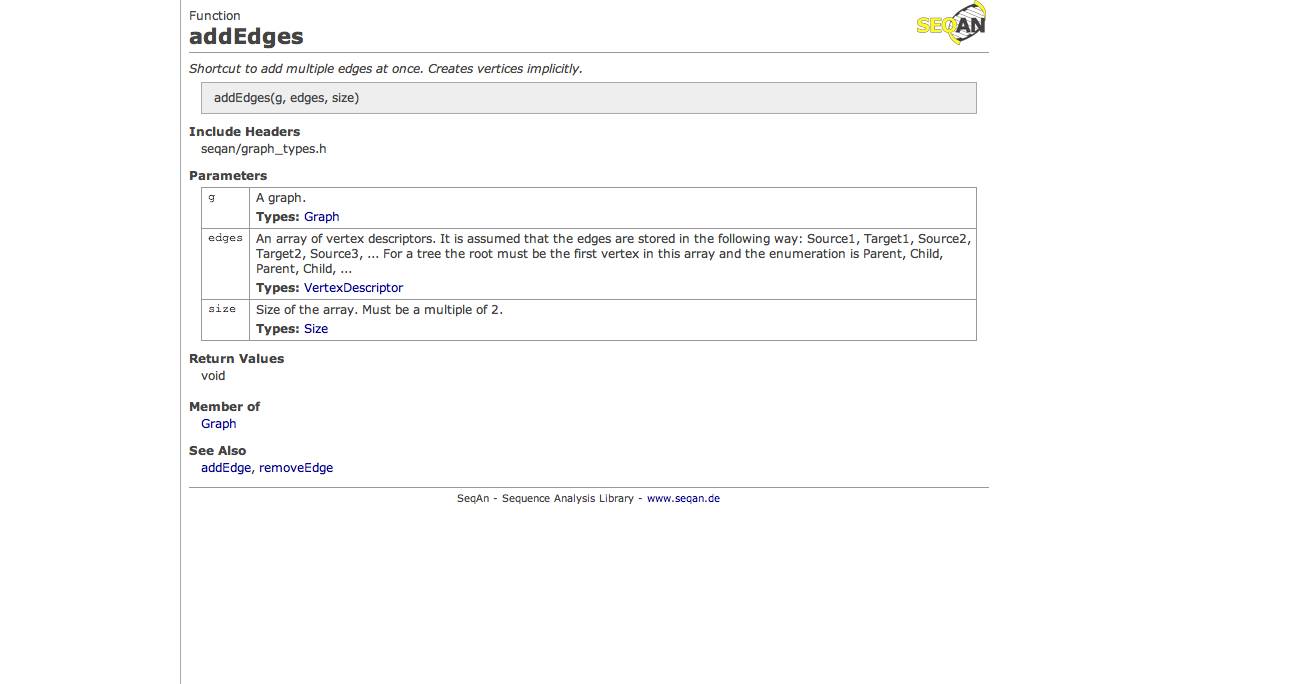 Function
addEdges
SEQAN
Shortcut to add multiple edges at once. Creates vertices implicitly.
addEdges(g, edges, size)
Include Headers
seqan/graph_types.h
Parameters
g
A graph.
Types: Graph
edges
An array of vertex descriptors. It is assumed that the edges are stored in the following way: Source1, Target1, Source2,
Target2, Source3, ... For a tree the root must be the first vertex in this array and the enumeration is Parent, Child,
Parent, Child, ...
Types: VertexDescriptor
size
Size of the array. Must be a multiple of 2.
Types: Size
Return Values
void
Member of
Graph
See Also
addEdge, removeEdge
SeqAn - Sequence Analysis Library - www.seqan.de